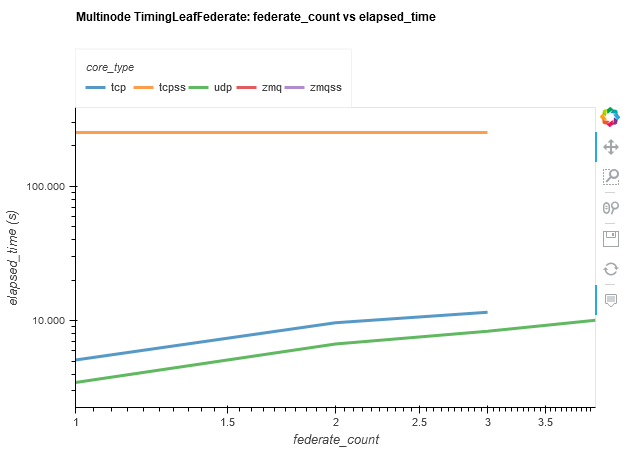 Multinode TimingLeafFederate: federate_count vs elapsed_time
core_type
tcp tcpss udp zmq zmqss
100.000
10.000
elapsed_time (s)
1 1.5 2 2.5 3 3.5
federate_count